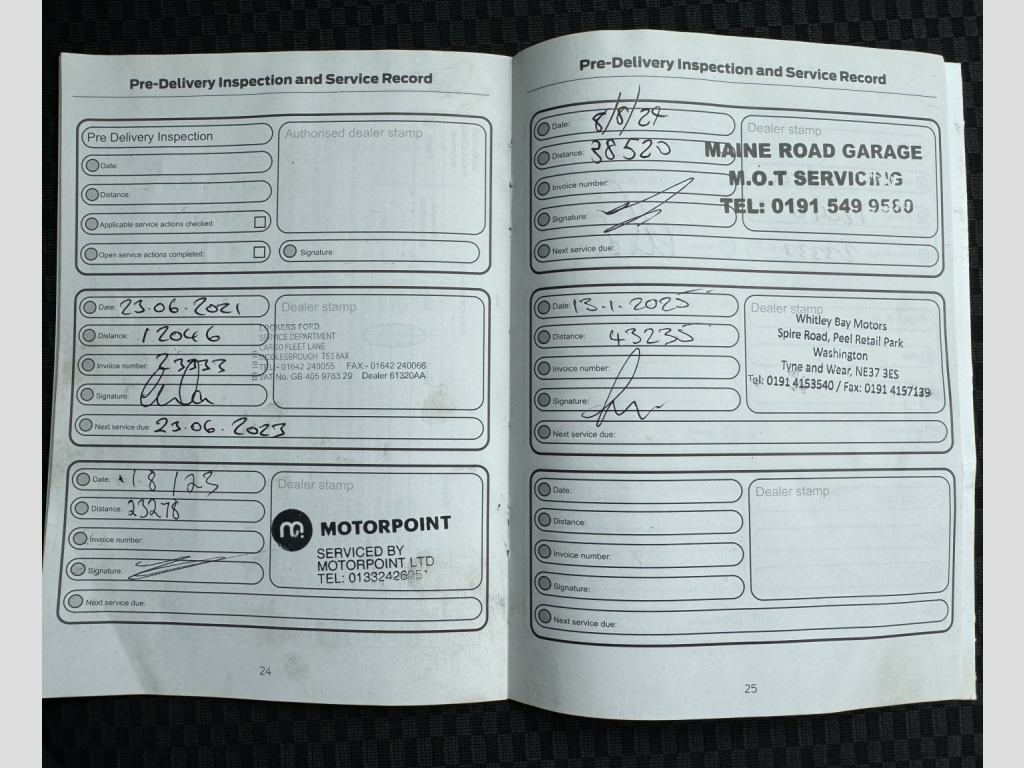 Pre-Delivery Inspection and Service Record
Pre Delivery Inspection
Authorised dealer stamp
Date:
Distance:
Applicable service actions checked:
Open service actions completed:
Signature:
Date: 23.06.2021
Dealer stamp
Distance: 12046
Invoice number: 23933
Signature:
Next service due: 23.06.2023
LOOKERS FORD
SERVICE DEPARTMENT
CARGO FLEET LANE
MIDDLESBROUGH TS3 8AX
TEL:- 01642 240055 FAX:- 01642 240066
VAT No. GB 405 9783 29 Dealer 61320AA
Date: 1.8/23
Dealer stamp
Distance: 23278
Invoice number:
Signature:
Next service due:
m. MOTORPOINT
SERVICED BY
MOTORPOINT LTD
TEL:
24
Pre-Delivery Inspection and Service Record
Date: 8/8/24
Dealer stamp
Distance: 38520
Invoice number:
Signature:
Next service due:
MAINE ROAD GARAGE
M.O.T SERVICING
TEL: 0191 549 9580
Date: 13-1-2025
Dealer stamp
Distance: 43235
Invoice number:
Signature:
Next service due:
Whitley Bay Motors
Spire Road, Peel Retail Park
Washington
Tyne and Wear, NE37 3ES
Tel: 0191 4153540 / Fax: 0191 4157139
Date:
Dealer stamp
Distance:
Invoice number:
Signature:
Next service due:
25